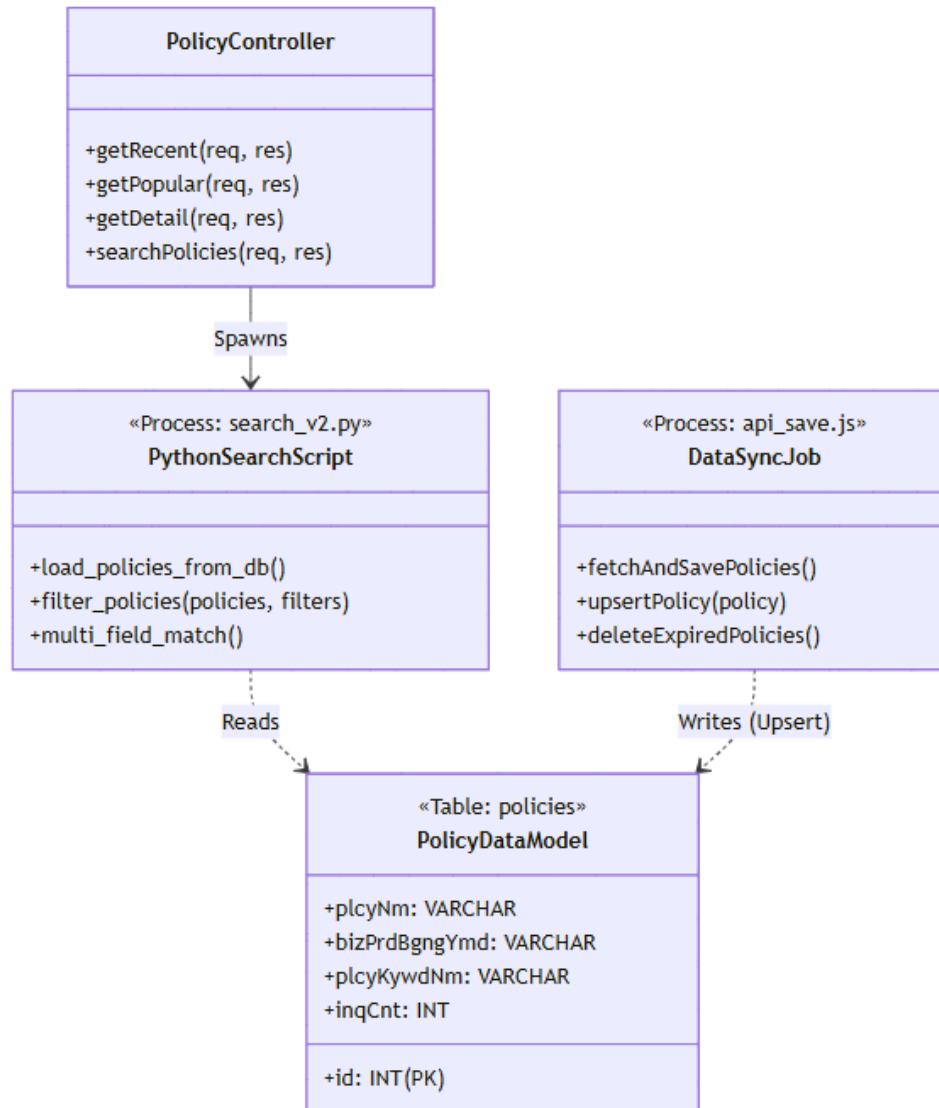 PolicyController
+getRecent(req, res)
+getPopular(req, res)
+getDetail(req, res)
+searchPolicies(req, res)
Spawns
«Process: search_v2.py»
PythonSearchScript
+load_policies_from_db()
+filter_policies(policies, filters)
+multi_field_match()
«Process: api_save.js»
DataSyncJob
+fetchAndSavePolicies()
+upsertPolicy(policy)
+deleteExpiredPolicies()
Reads
Writes (Upsert)
«Table: policies»
PolicyDataModel
+plcyNm: VARCHAR
+bizPrdBgngYmd: VARCHAR
+plcyKywdNm: VARCHAR
+inqCnt: INT
+id: INT(PK)